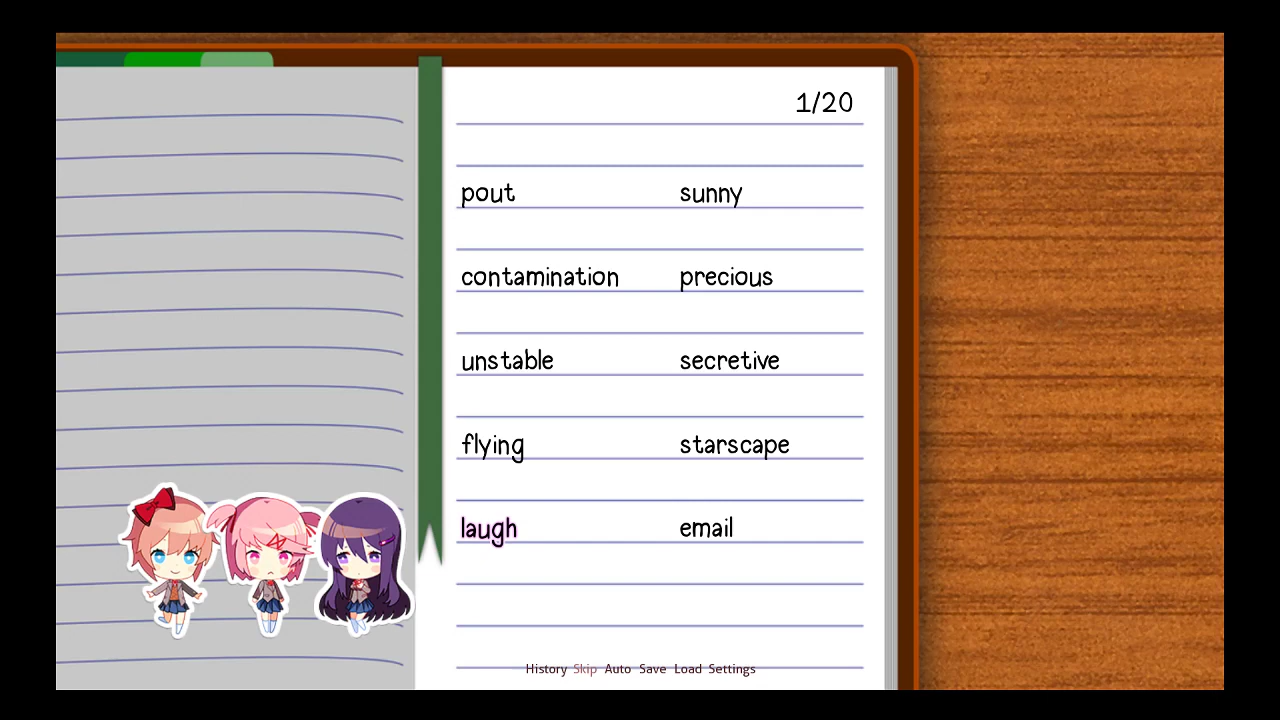 1/20
pout sunny
contamination precious
unstable secretive
flying starscape
laugh email
History Skip Auto Save Load Settings